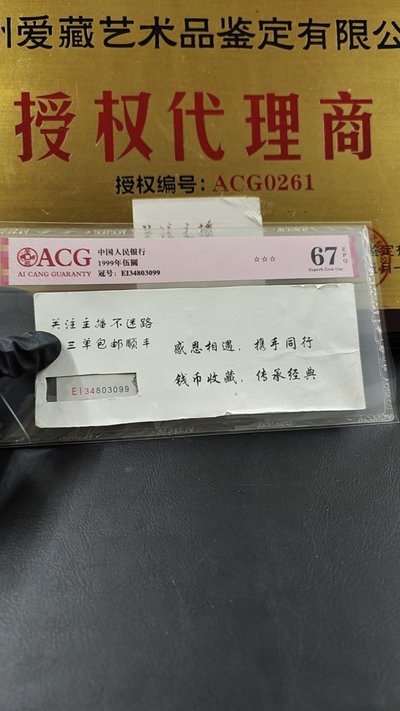 州爱藏艺术品鉴定有限公
授权代理商
授权编号:ACG0261
关注主播
ACG
AI CANG GUARANTY
中国人民银行
1999年伍圆
冠号: EI34803099
☆☆☆
67
EPQ
Superb Gem Unc
关注主播不迷路
三单包邮顺丰
EI34803099
感恩相遇，携手同行
钱币收藏，传承经典